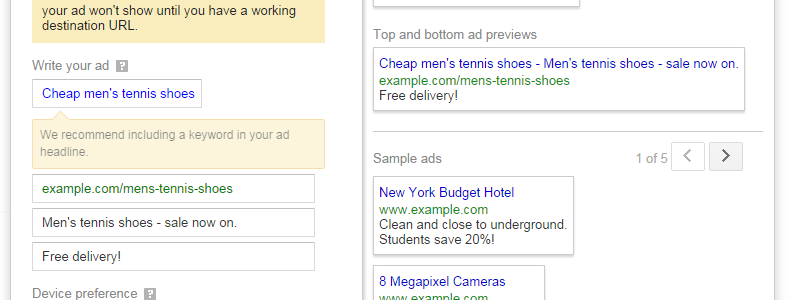 your ad won't show until you have a working
destination URL.
Write your ad ?
Cheap men's tennis shoes
We recommend including a keyword in your ad
headline.
example.com/mens-tennis-shoes
Men's tennis shoes - sale now on.
Free delivery!
Device preference ?
Top and bottom ad previews
Cheap men's tennis shoes - Men's tennis shoes - sale now on.
example.com/mens-tennis-shoes
Free delivery!
Sample ads
1 of 5
New York Budget Hotel
www.example.com
Clean and close to underground.
Students save 20%!
8 Megapixel Cameras
www.example.com